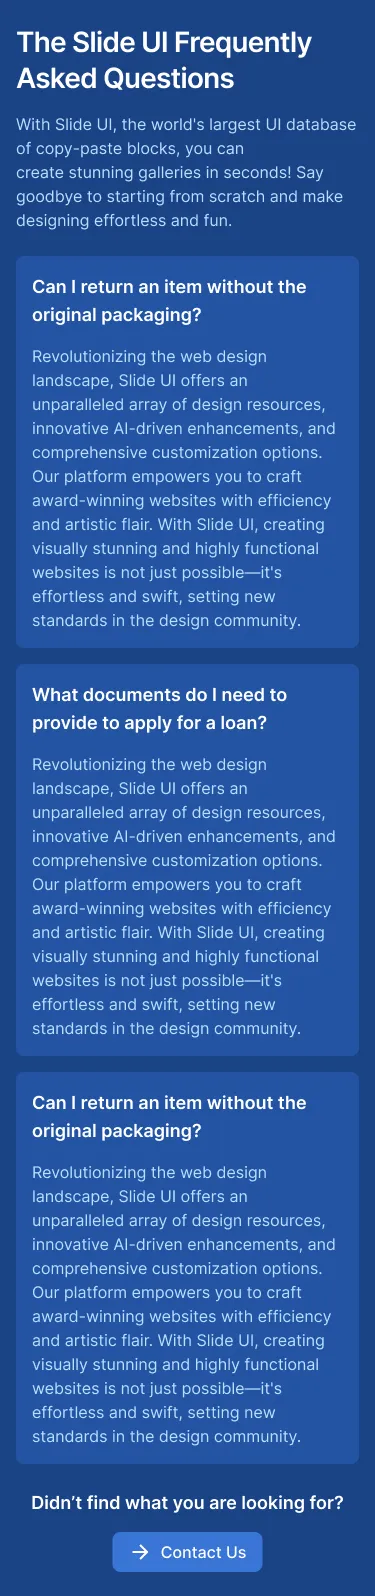 The Slide UI Frequently
Asked Questions
With Slide UI, the world's largest UI database
of copy-paste blocks, you can
create stunning galleries in seconds! Say
goodbye to starting from scratch and make
designing effortless and fun.
Can I return an item without the
original packaging?
Revolutionizing the web design
landscape, Slide UI offers an
unparalleled array of design resources,
innovative AI-driven enhancements, and
comprehensive customization options.
Our platform empowers you to craft
award-winning websites with efficiency
and artistic flair. With Slide UI, creating
visually stunning and highly functional
websites is not just possible—it's
effortless and swift, setting new
standards in the design community.
What documents do I need to
provide to apply for a loan?
Revolutionizing the web design
landscape, Slide UI offers an
unparalleled array of design resources,
innovative AI-driven enhancements, and
comprehensive customization options.
Our platform empowers you to craft
award-winning websites with efficiency
and artistic flair. With Slide UI, creating
visually stunning and highly functional
websites is not just possible—it's
effortless and swift, setting new
standards in the design community.
Can I return an item without the
original packaging?
Revolutionizing the web design
landscape, Slide UI offers an
unparalleled array of design resources,
innovative AI-driven enhancements, and
comprehensive customization options.
Our platform empowers you to craft
award-winning websites with efficiency
and artistic flair. With Slide UI, creating
visually stunning and highly functional
websites is not just possible—it's
effortless and swift, setting new
standards in the design community.
Didn’t find what you are looking for?
Contact Us